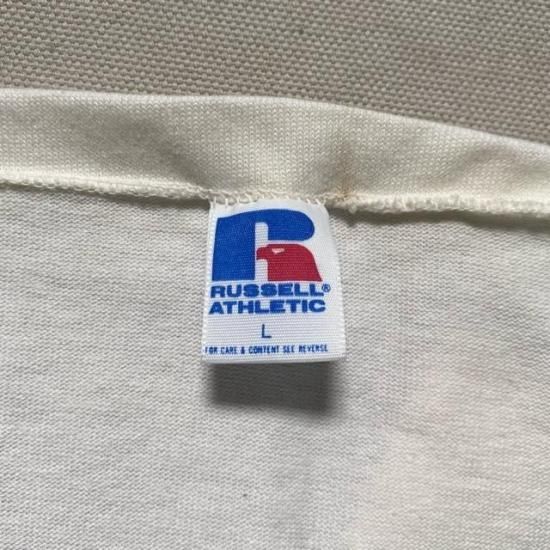 RUSSELL®
ATHLETIC
L
FOR CARE & CONTENT SEE REVERSE